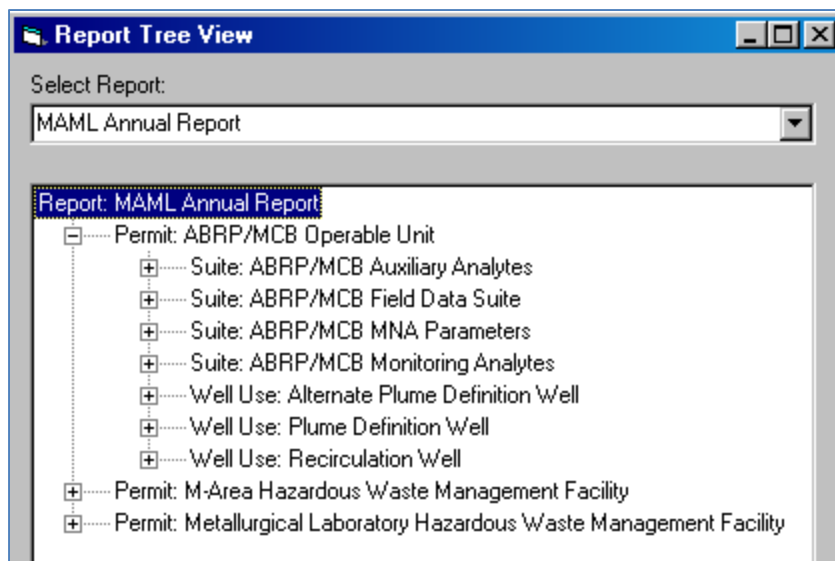 Report Tree View
Select Report:
MAML Annual Report
Report: MAML Annual Report
Permit: ABRP/MCB Operable Unit
Suite: ABRP/MCB Auxiliary Analytes
Suite: ABRP/MCB Field Data Suite
Suite: ABRP/MCB MNA Parameters
Suite: ABRP/MCB Monitoring Analytes
Well Use: Alternate Plume Definition Well
Well Use: Plume Definition Well
Well Use: Recirculation Well
Permit: M-Area Hazardous Waste Management Facility
Permit: Metallurgical Laboratory Hazardous Waste Management Facility